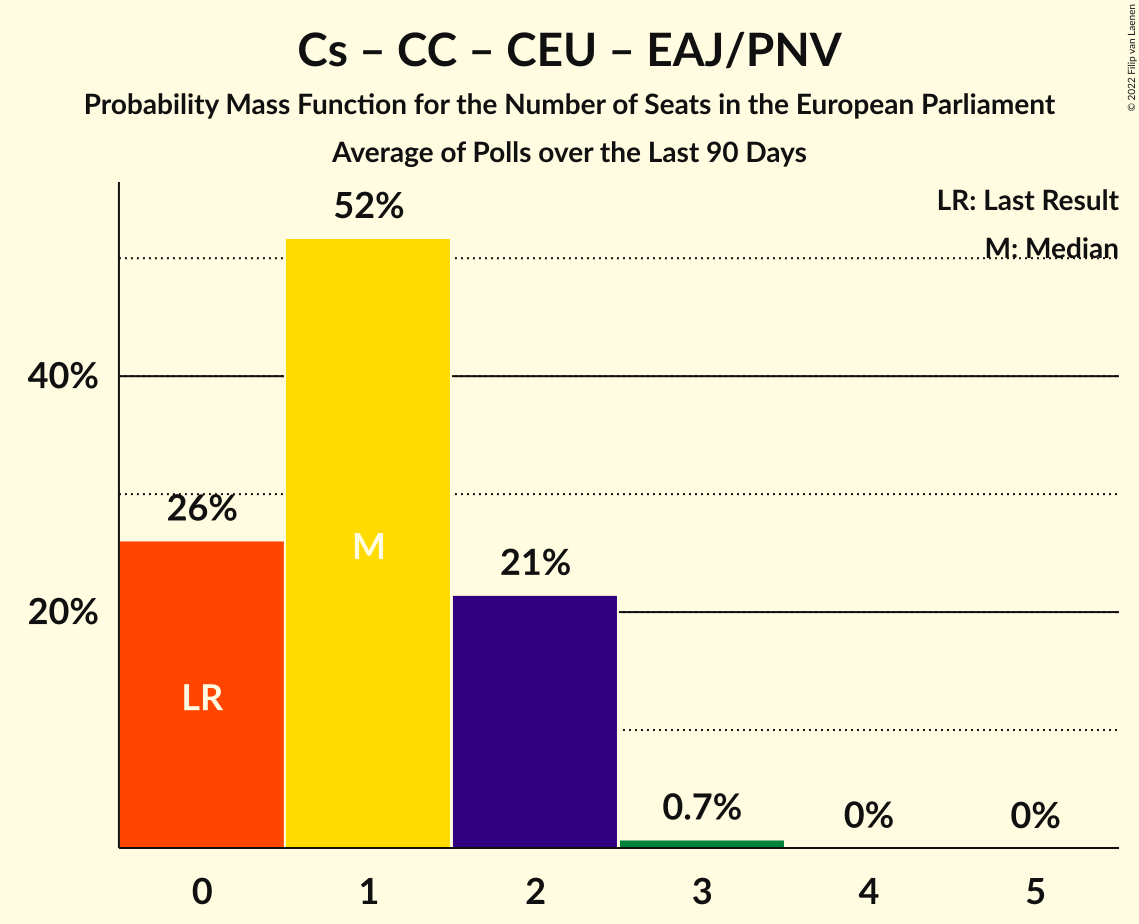 Cs – CC – CEU – EAJ/PNV
Probability Mass Function for the Number of Seats in the European Parliament
Average of Polls over the Last 90 Days
© 2022 Filip van Laenen
LR: Last Result
M: Median
52%
40%
26%
M
21%
20%
LR
0.7%
0%
0%
0 1 2 3 4 5